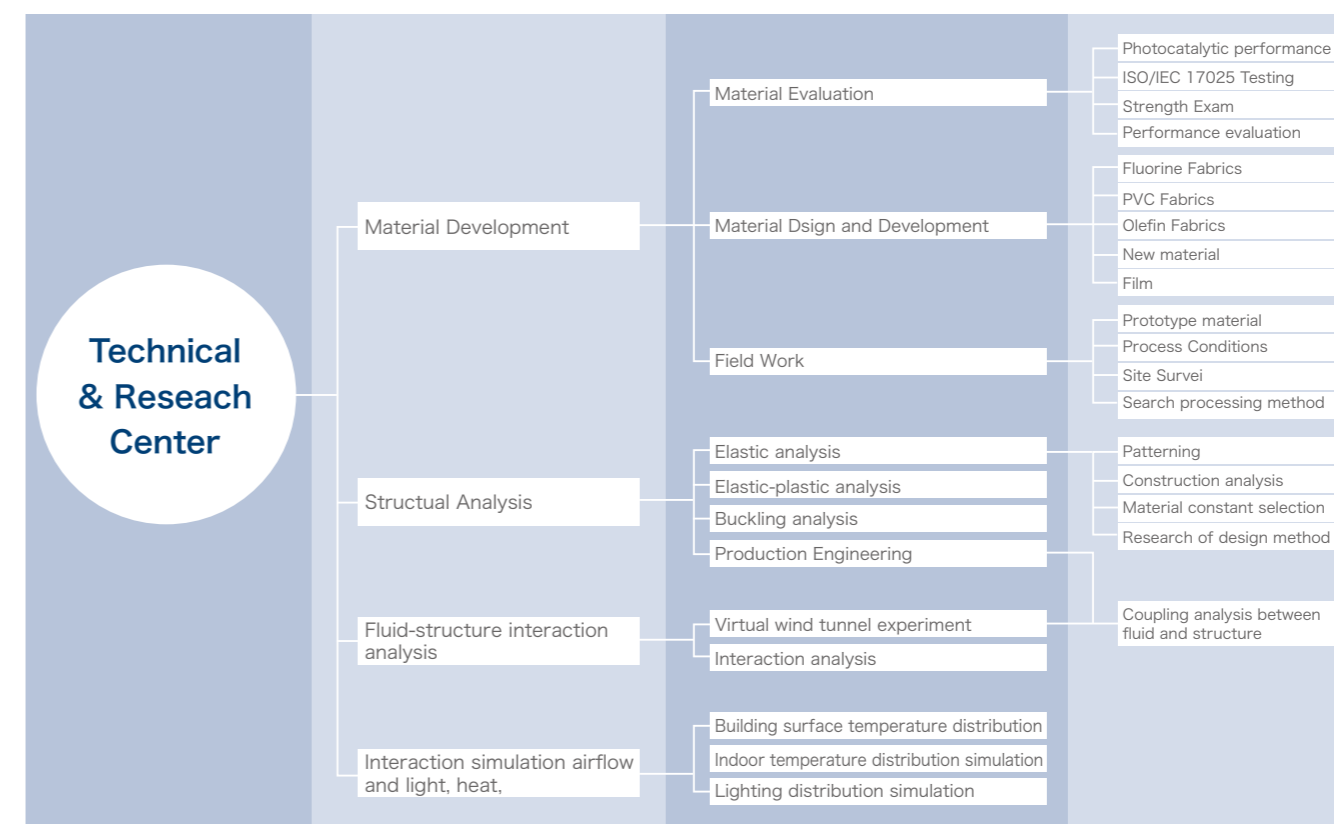 Technical
& Reseach
Center
Material Development
Structual Analysis
Fluid-structure interaction
analysis
Interaction simulation airflow
and light, heat,
Material Evaluation
Material Dsign and Development
Field Work
Elastic analysis
Elastic-plastic analysis
Buckling analysis
Production Engineering
Virtual wind tunnel experiment
Interaction analysis
Building surface temperature distribution
Indoor temperature distribution simulation
Lighting distribution simulation
Photocatalytic performance
ISO/IEC 17025 Testing
Strength Exam
Performance evaluation
Fluorine Fabrics
PVC Fabrics
Olefin Fabrics
New material
Film
Prototype material
Process Conditions
Site Survei
Search processing method
Patterning
Construction analysis
Material constant selection
Research of design method
Coupling analysis between
fluid and structure